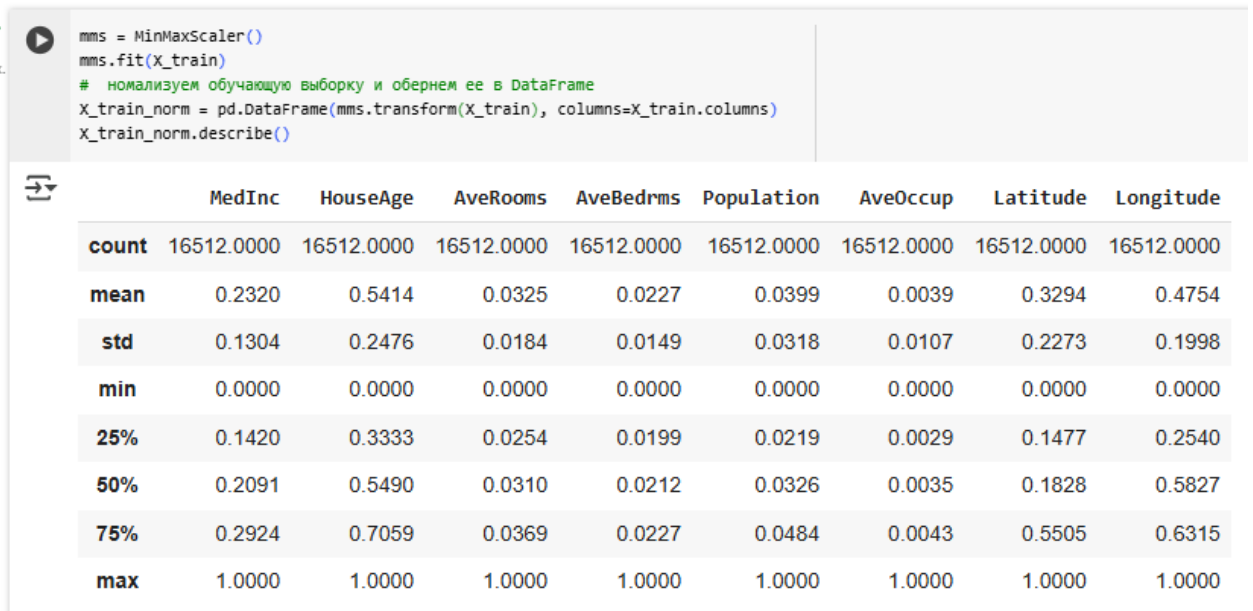 mms = MinMaxScaler()
mms.fit(X_train)
#  номализуем обучающую выборку и обернем ее в DataFrame
X_train_norm = pd.DataFrame(mms.transform(X_train), columns=X_train.columns)
X_train_norm.describe()
MedInc HouseAge AveRooms AveBedrms Population AveOccup Latitude Longitude
count 16512.0000 16512.0000 16512.0000 16512.0000 16512.0000 16512.0000 16512.0000 16512.0000
mean 0.2320 0.5414 0.0325 0.0227 0.0399 0.0039 0.3294 0.4754
std 0.1304 0.2476 0.0184 0.0149 0.0318 0.0107 0.2273 0.1998
min 0.0000 0.0000 0.0000 0.0000 0.0000 0.0000 0.0000 0.0000
25% 0.1420 0.3333 0.0254 0.0199 0.0219 0.0029 0.1477 0.2540
50% 0.2091 0.5490 0.0310 0.0212 0.0326 0.0035 0.1828 0.5827
75% 0.2924 0.7059 0.0369 0.0227 0.0484 0.0043 0.5505 0.6315
max 1.0000 1.0000 1.0000 1.0000 1.0000 1.0000 1.0000 1.0000